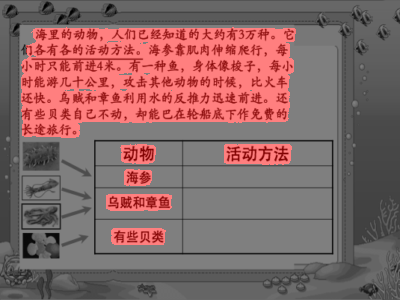 海里的动物，人们已经知道的大约有3万种。它
们各有各的活动方法。海参靠肌肉伸缩爬行，每
小时只能前进4米。有一种鱼，身体像梭子，每小
时能游几十公里，攻击其他动物的时候，比火车
还快。乌贼和章鱼利用水的反推力迅速前进。还
有些贝类自己不动，却能巴在轮船底下作免费的
长途旅行。
动物 活动方法
海参
乌贼和章鱼
有些贝类